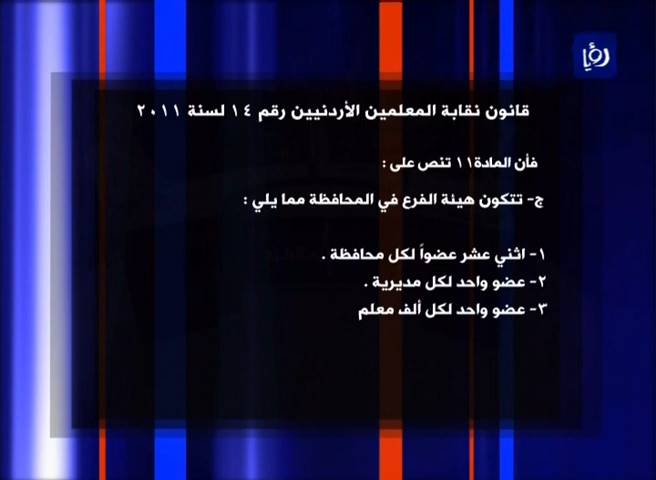 رؤيا
قانون نقابة المعلمين الأردنيين رقم ١٤ لسنة ٢٠١١
فأن المادة١١ تنص على :
ج- تتكون هيئة الفرع في المحافظة مما يلي :
١- اثني عشر عضواً لكل محافظة .
٢- عضو واحد لكل مديرية .
٣- عضو واحد لكل ألف معلم